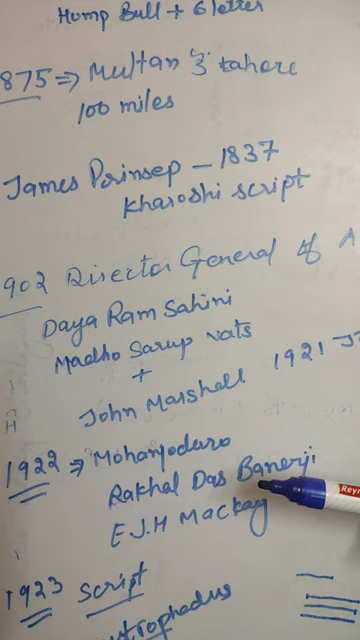 Hump Bull + 6 letter
875 ⇒ Multan से Lahore
100 miles
James Prinsep - 1837
Kharoshi script
902 Director General of A
Daya Ram Sahini
Madho Sarup Vats
+
John Marshall 1921
1922 ⇒ Mohanjodaro
Rakhal Das Banerji
E.J.H Mackay
1923 Script